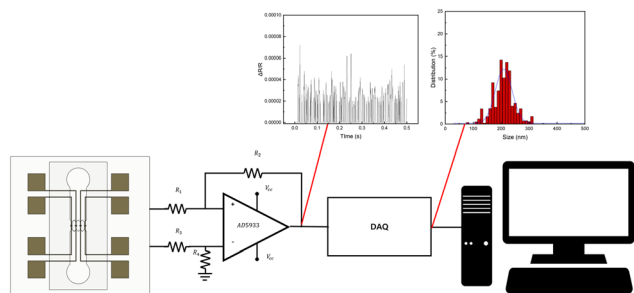 0.00010
0.00008
0.00006
0.00004
0.00002
0.00000
ΔR/R
0.0 0.1 0.2 0.3 0.4 0.5
Time (s)
25
20
15
10
5
0
Distribution (%)
0 100 200 300 400 500
Size (nm)
R2
R1
Vcc
+
AD5933
-
R3
R4
Vcc
DAQ